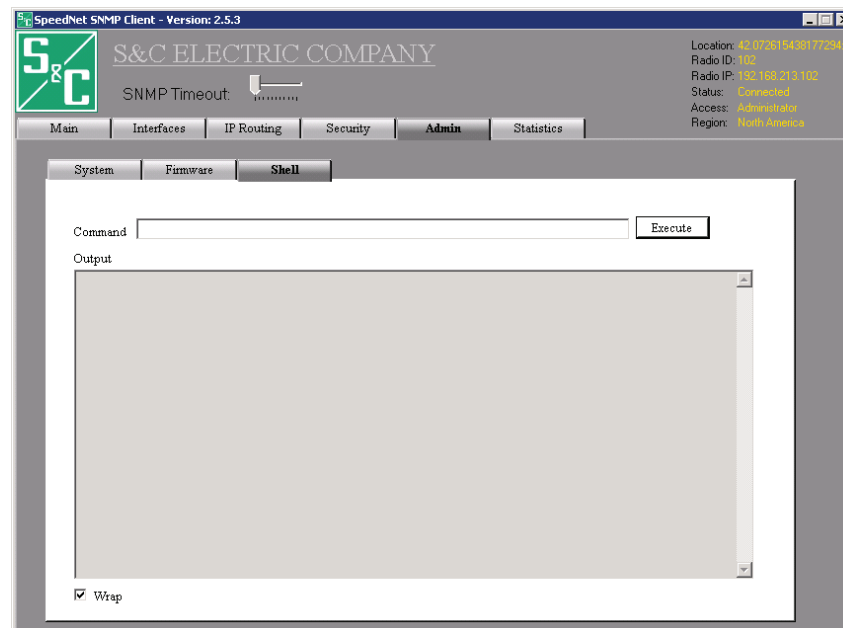 SpeedNet SNMP Client - Version: 2.5.3
S&C
S&C ELECTRIC COMPANY
SNMP Timeout:
Location: 42.072615438177294
Radio ID: 102
Radio IP: 192.168.213.102
Status: Connected
Access: Administrator
Region: North America
Main Interfaces IP Routing Security Admin Statistics
System Firmware Shell
Command Execute
Output
Wrap